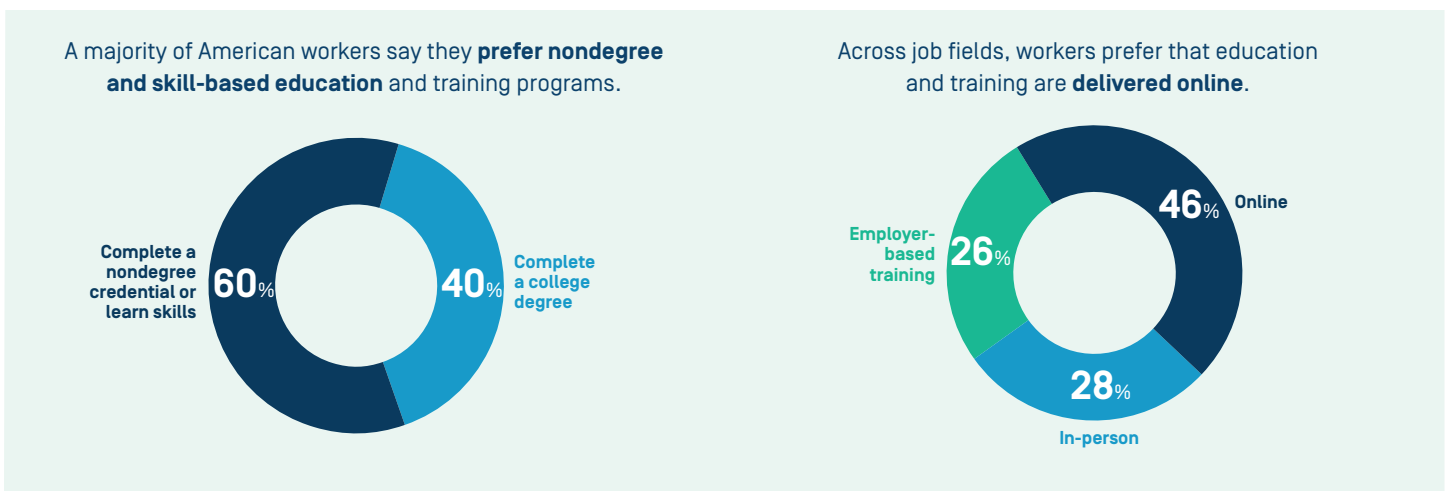 A majority of American workers say they prefer nondegree
and skill-based education and training programs.
Complete a
nondegree
credential or
learn skills
60%
40%
Complete
a college
degree
Across job fields, workers prefer that education
and training are delivered online.
46%
Online
Employer-
based
training
26%
28%
In-person